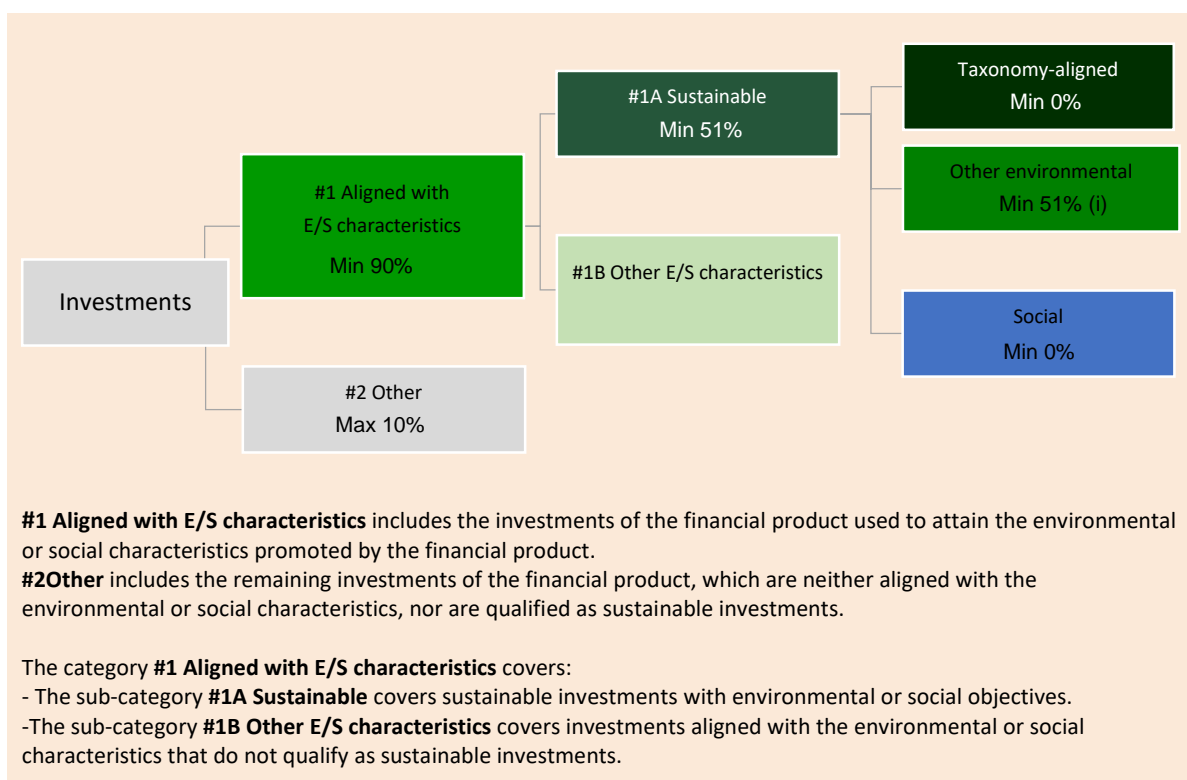 Taxonomy-aligned
Min 0%
#1A Sustainable
Min 51%
Other environmental
Min 51% (i)
#1 Aligned with
E/S characteristics
Min 90%
#1B Other E/S characteristics
Investments
Social
Min 0%
#2 Other
Max 10%
#1 Aligned with E/S characteristics includes the investments of the financial product used to attain the environmental
or social characteristics promoted by the financial product.
#2Other includes the remaining investments of the financial product, which are neither aligned with the
environmental or social characteristics, nor are qualified as sustainable investments.
The category #1 Aligned with E/S characteristics covers:
- The sub-category #1A Sustainable covers sustainable investments with environmental or social objectives.
-The sub-category #1B Other E/S characteristics covers investments aligned with the environmental or social
characteristics that do not qualify as sustainable investments.